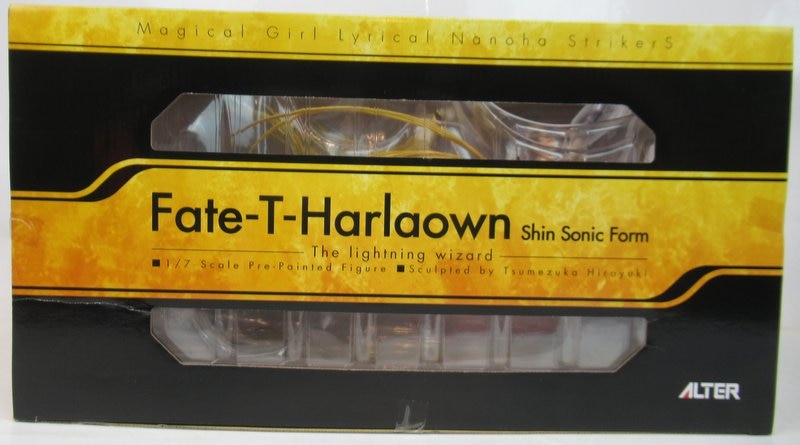 Magical Girl Lyrical Nanoha StrikerS
Fate-T-Harlaown Shin Sonic Form
The lightning wizard
■1/7 Scale Pre-Painted Figure ■Sculpted by Tsumezuka Hiroyuki
ALTER